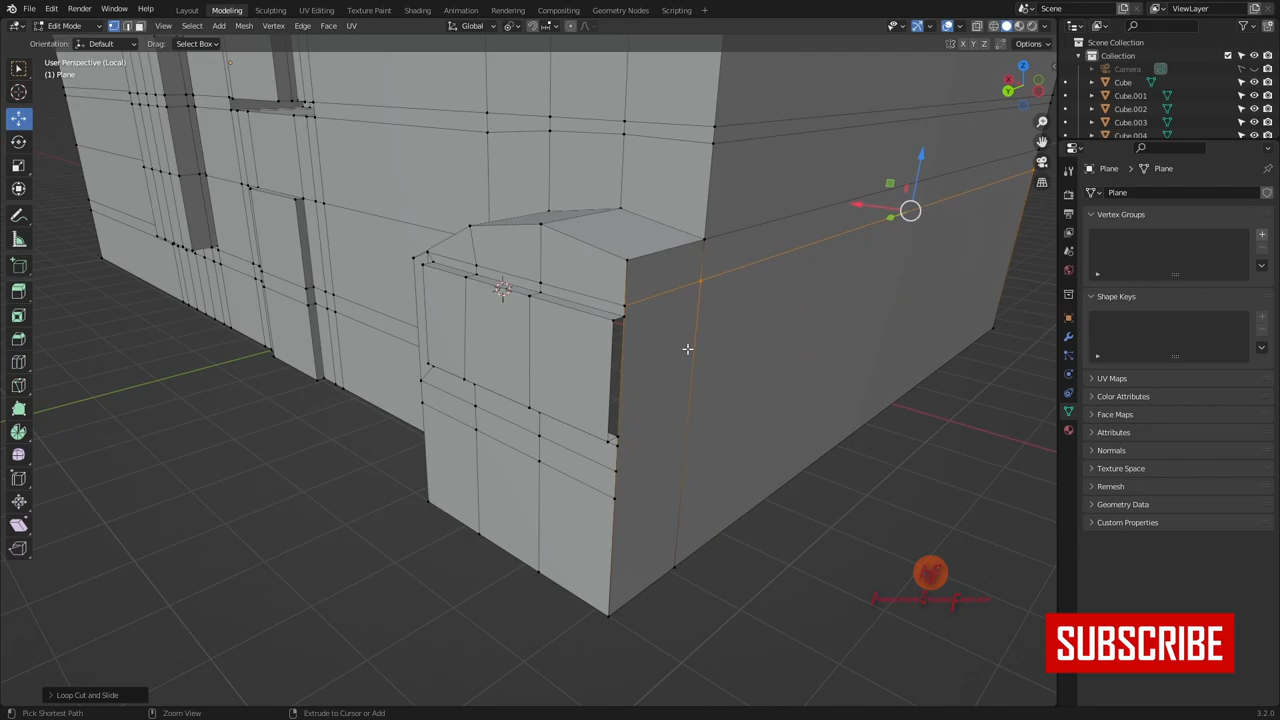 File Edit Render Window Help Layout Modeling Sculpting UV Editing Texture Paint Shading Animation Rendering Compositing Geometry Nodes Scripting + Scene ViewLayer
Edit Mode View Select Add Mesh Vertex Edge Face UV Global
Orientation: Default Drag: Select Box X Y Z Options
User Perspective (Local)
(1) Plane
Z
X
Y
Scene Collection
Collection
Camera
Cube
Cube.001
Cube.002
Cube.003
Cube.004
Plane Plane
Plane
Vertex Groups
Shape Keys
UV Maps
Color Attributes
Face Maps
Attributes
Normals
Texture Space
Remesh
Geometry Data
Custom Properties
SUBSCRIBE
Loop Cut and Slide
Pick Shortest Path Zoom View Extrude to Cursor or Add 3.2.0